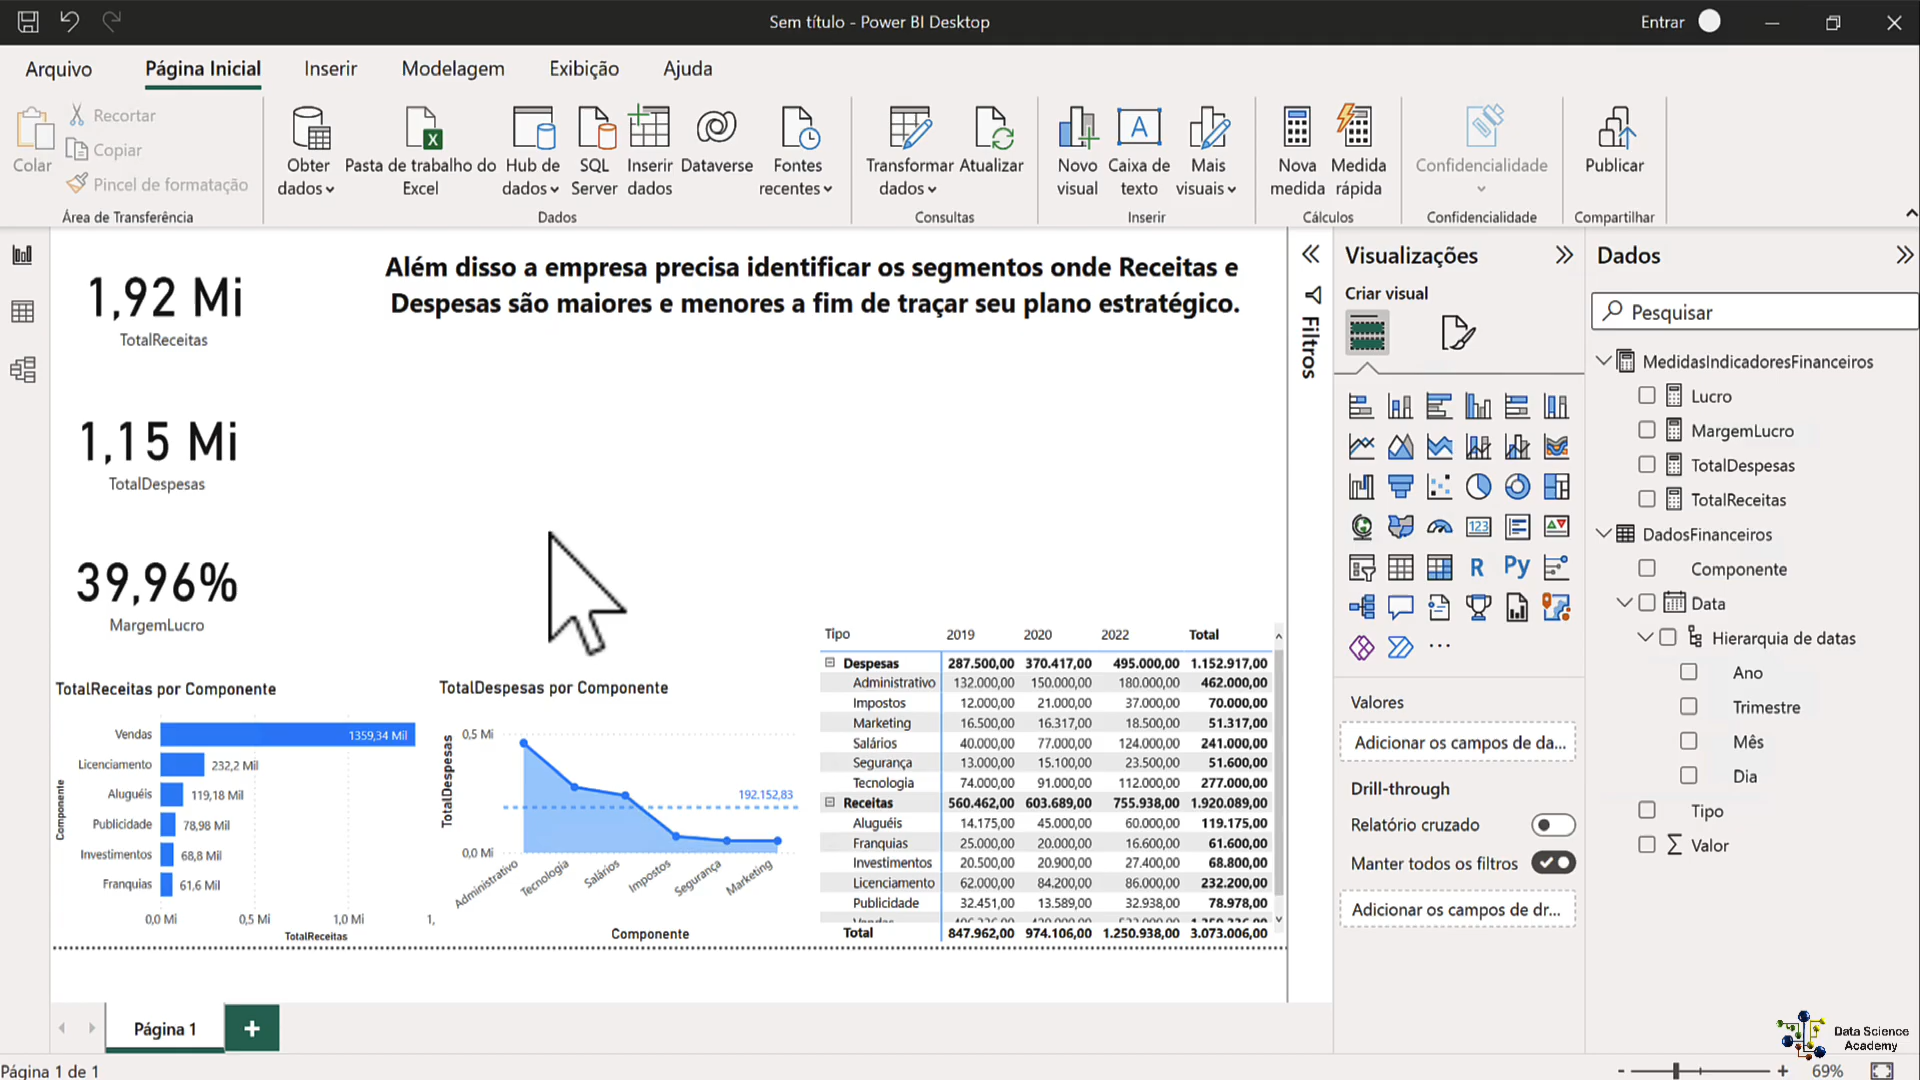 Sem título - Power BI Desktop
Entrar
Arquivo
Página Inicial
Inserir
Modelagem
Exibição
Ajuda
Colar
Recortar
Copiar
Pincel de formatação
Área de Transferência
Obter dados
Pasta de trabalho do Excel
Hub de dados
SQL Server
Inserir dados
Dataverse
Fontes recentes
Dados
Transformar dados
Atualizar
Consultas
Novo visual
Caixa de texto
Mais visuais
Inserir
Nova medida
Medida rápida
Cálculos
Confidencialidade
Confidencialidade
Publicar
Compartilhar
1,92 Mi
TotalReceitas
Além disso a empresa precisa identificar os segmentos onde Receitas e
Despesas são maiores e menores a fim de traçar seu plano estratégico.
1,15 Mi
TotalDespesas
39,96%
MargemLucro
TotalReceitas por Componente
Componente
Vendas 1359,34 Mil
Licenciamento 232,2 Mil
Aluguéis 119,18 Mil
Publicidade 78,98 Mil
Investimentos 68,8 Mil
Franquias 61,6 Mil
0,0 Mi 0,5 Mi 1,0 Mi 1,
TotalReceitas
TotalDespesas por Componente
TotalDespesas
0,5 Mi
192.152,83
0,0 Mi
Administrativo Tecnologia Salários Impostos Segurança Marketing
Componente
Tipo 2019 2020 2022 Total
Despesas 287.500,00 370.417,00 495.000,00 1.152.917,00
Administrativo 132.000,00 150.000,00 180.000,00 462.000,00
Impostos 12.000,00 21.000,00 37.000,00 70.000,00
Marketing 16.500,00 16.317,00 18.500,00 51.317,00
Salários 40.000,00 77.000,00 124.000,00 241.000,00
Segurança 13.000,00 15.100,00 23.500,00 51.600,00
Tecnologia 74.000,00 91.000,00 112.000,00 277.000,00
Receitas 560.462,00 603.689,00 755.938,00 1.920.089,00
Aluguéis 14.175,00 45.000,00 60.000,00 119.175,00
Franquias 25.000,00 20.000,00 16.600,00 61.600,00
Investimentos 20.500,00 20.900,00 27.400,00 68.800,00
Licenciamento 62.000,00 84.200,00 86.000,00 232.200,00
Publicidade 32.451,00 13.589,00 32.938,00 78.978,00
Total 847.962,00 974.106,00 1.250.938,00 3.073.006,00
Filtros
Visualizações
Criar visual
123
R
Py
Valores
Adicionar os campos de da...
Drill-through
Relatório cruzado
Manter todos os filtros
Adicionar os campos de dr...
Dados
Pesquisar
MedidasIndicadoresFinanceiros
Lucro
MargemLucro
TotalDespesas
TotalReceitas
DadosFinanceiros
Componente
Data
Hierarquia de datas
Ano
Trimestre
Mês
Dia
Tipo
Valor
Página 1
Data Science
Academy
Página 1 de 1
69%